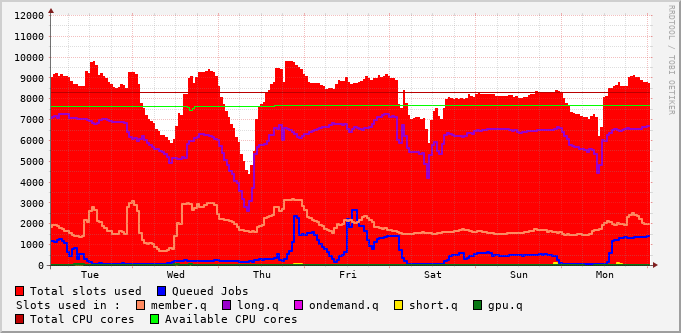 RRDTOOL / TOBI OETIKER
12000
11000
10000
9000
8000
7000
6000
5000
4000
3000
2000
1000
0
Tue Wed Thu Fri Sat Sun Mon
Total slots used Queued Jobs
Slots used in : member.q long.q ondemand.q short.q gpu.q
Total CPU cores Available CPU cores